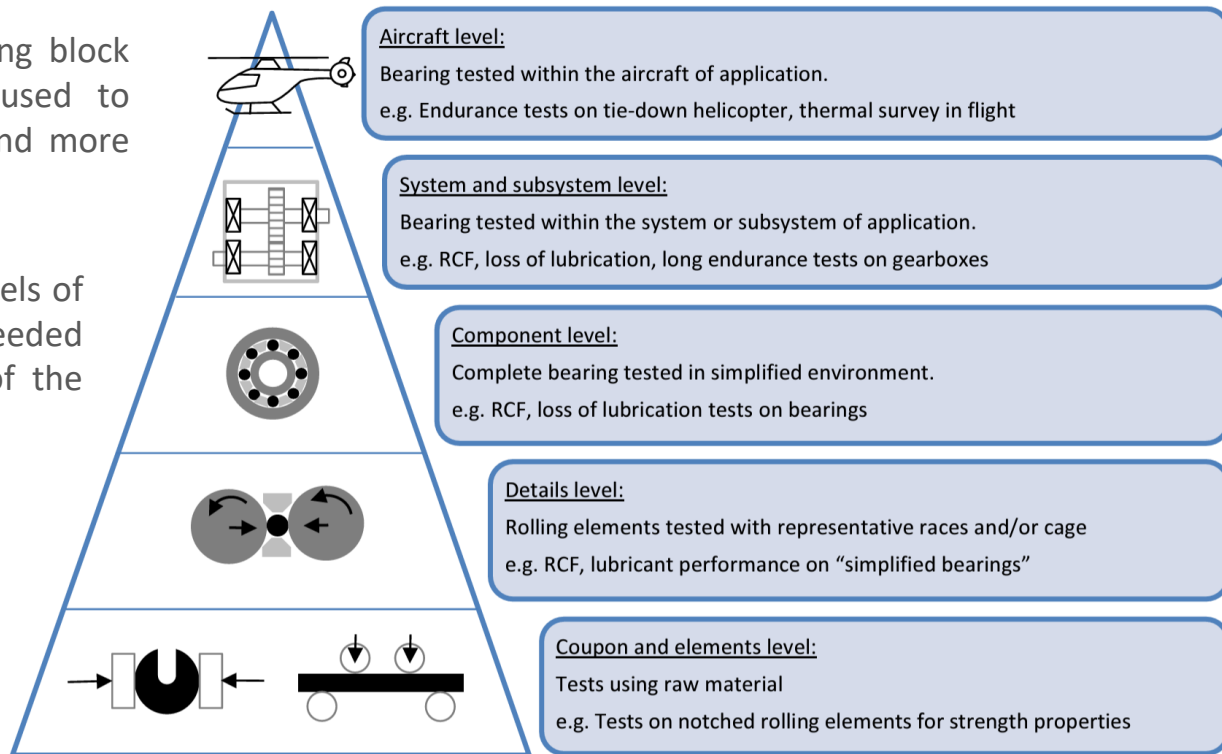 ng block
used to
nd more
els of
eeded
of the
Aircraft level:
Bearing tested within the aircraft of application.
e.g. Endurance tests on tie-down helicopter, thermal survey in flight
System and subsystem level:
Bearing tested within the system or subsystem of application.
e.g. RCF, loss of lubrication, long endurance tests on gearboxes
Component level:
Complete bearing tested in simplified environment.
e.g. RCF, loss of lubrication tests on bearings
Details level:
Rolling elements tested with representative races and/or cage
e.g. RCF, lubricant performance on “simplified bearings”
Coupon and elements level:
Tests using raw material
e.g. Tests on notched rolling elements for strength properties